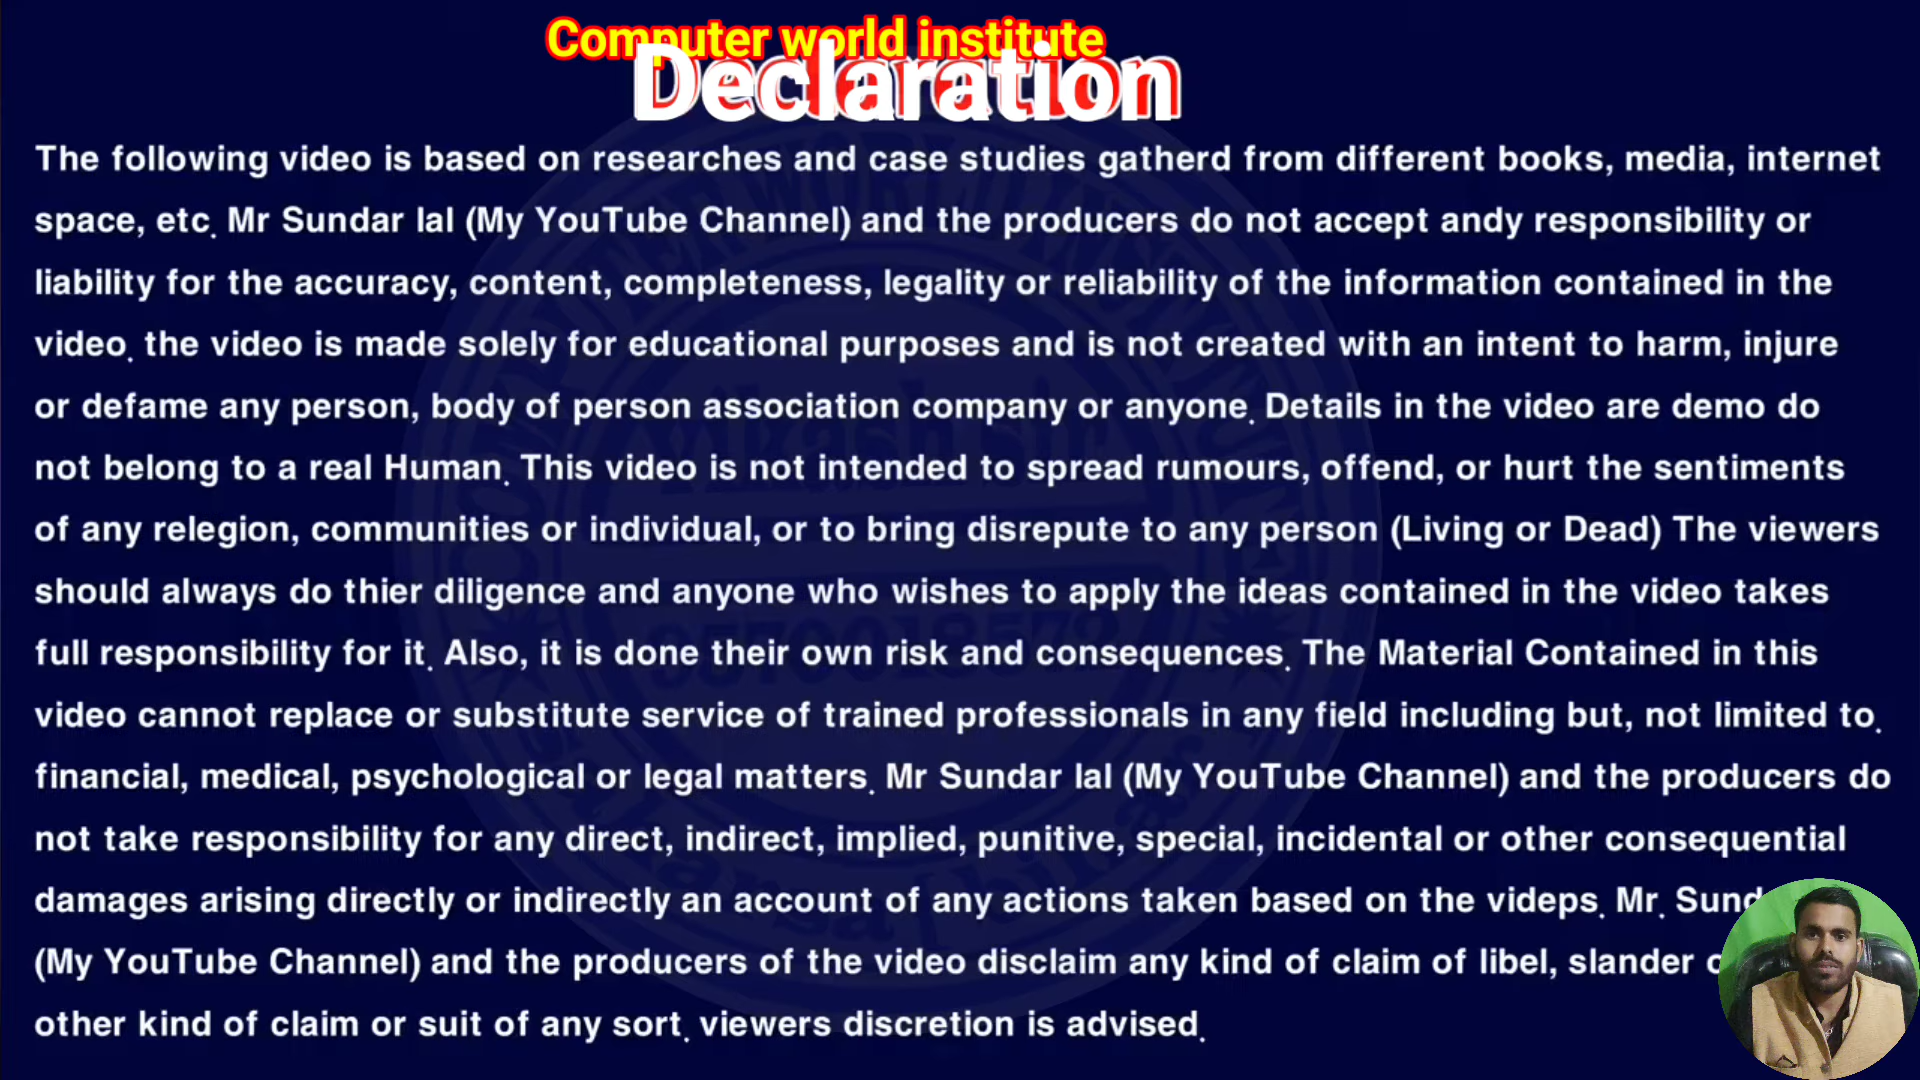 Computer world institute
Declaration
The following video is based on researches and case studies gatherd from different books, media, internet
space, etc. Mr Sundar lal (My YouTube Channel) and the producers do not accept andy responsibility or
liability for the accuracy, content, completeness, legality or reliability of the information contained in the
video. the video is made solely for educational purposes and is not created with an intent to harm, injure
or defame any person, body of person association company or anyone. Details in the video are demo do
not belong to a real Human. This video is not intended to spread rumours, offend, or hurt the sentiments
of any relegion, communities or individual, or to bring disrepute to any person (Living or Dead) The viewers
should always do thier diligence and anyone who wishes to apply the ideas contained in the video takes
full responsibility for it. Also, it is done their own risk and consequences. The Material Contained in this
video cannot replace or substitute service of trained professionals in any field including but, not limited to.
financial, medical, psychological or legal matters. Mr Sundar lal (My YouTube Channel) and the producers do
not take responsibility for any direct, indirect, implied, punitive, special, incidental or other consequential
damages arising directly or indirectly an account of any actions taken based on the videps. Mr.
(My YouTube Channel) and the producers of the video disclaim any kind of claim of libel, slander
other kind of claim or suit of any sort. viewers discretion is advised.